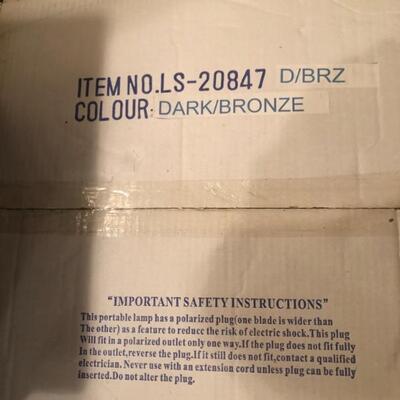 ITEM NO.LS-20847 D/BRZ
COLOUR: DARK/BRONZE
"IMPORTANT SAFETY INSTRUCTIONS"
This portable lamp has a polarized plug(one blade is wider than
The other) as a feature to reducc the risk of electric shock.This plug
Will fit in a polarized outlet only one way.If the plug does not fit fully
In the outlet,reverse the plug.If it still does not fit,contact a qualified
electrician. Never use with an extension cord unless plug can be fully
inserted.Do not alter the plug.